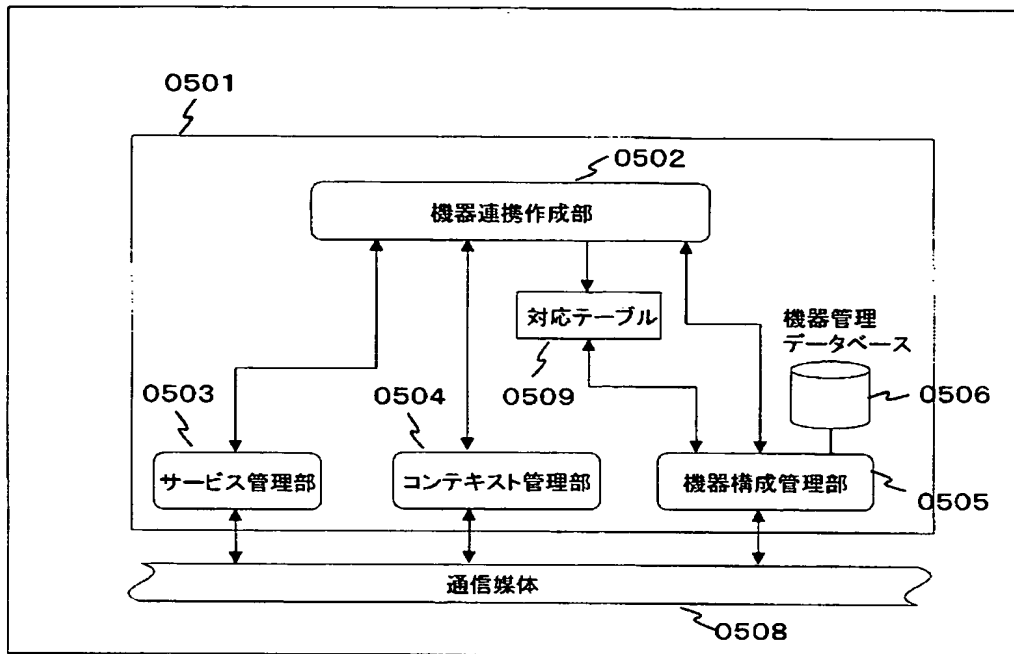 0501
0502
機器連携作成部
対応テーブル
機器管理
データベース
0503
0504
0509
0506
サービス管理部
コンテキスト管理部
機器構成管理部
0505
通信媒体
0508